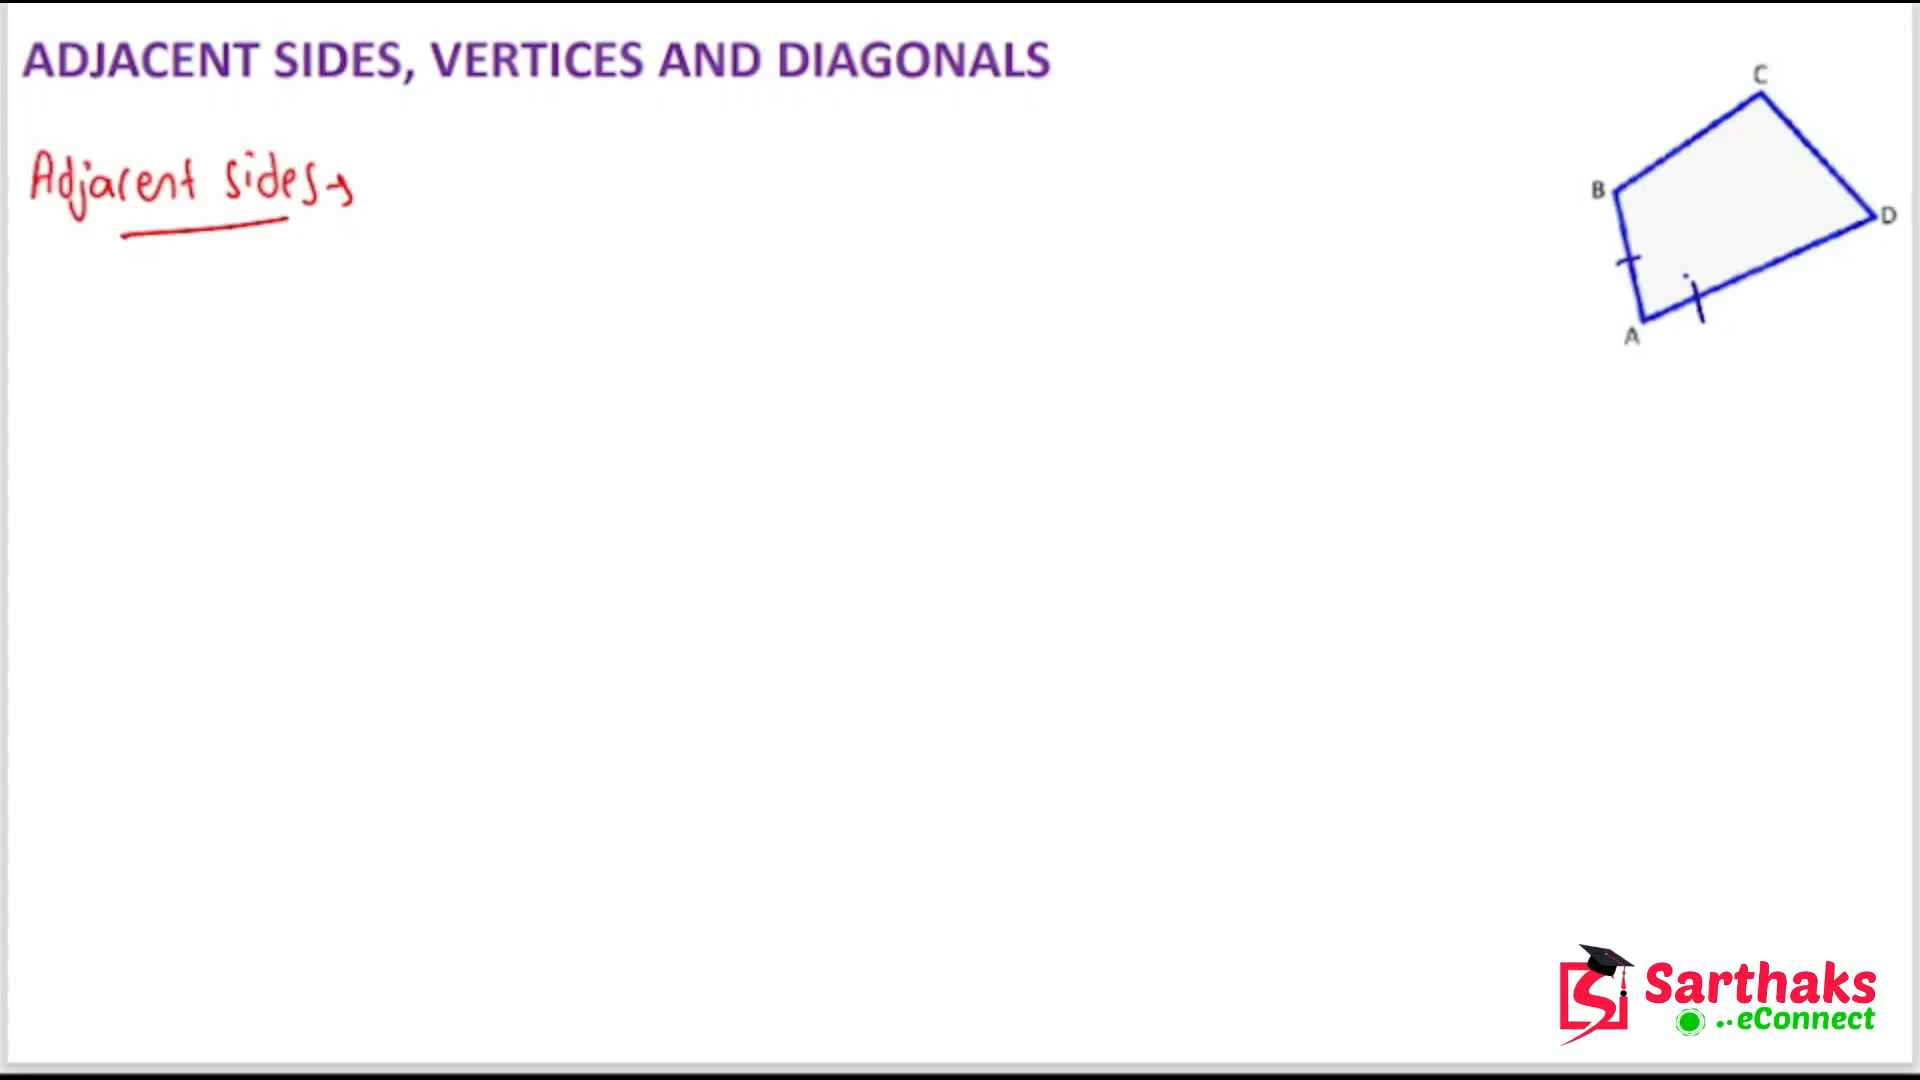 ADJACENT SIDES, VERTICES AND DIAGONALS
C
Adjacent sides→
B
D
A
Sarthaks
eConnect